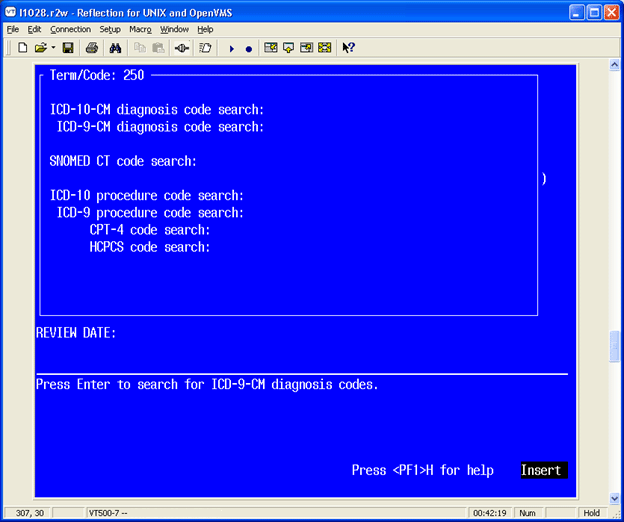 I1028.r2w - Reflection for UNIX and OpenVMS
File Edit Connection Setup Macro Window Help
Term/Code: 250
ICD-10-CM diagnosis code search:
ICD-9-CM diagnosis code search:
SNOMED CT code search:
)
ICD-10 procedure code search:
ICD-9 procedure code search:
CPT-4 code search:
HCPCS code search:
REVIEW DATE:
Press Enter to search for ICD-9-CM diagnosis codes.
Press <PF1>H for help Insert
307, 30 VT500-7 -- 00:42:19 Num Hold